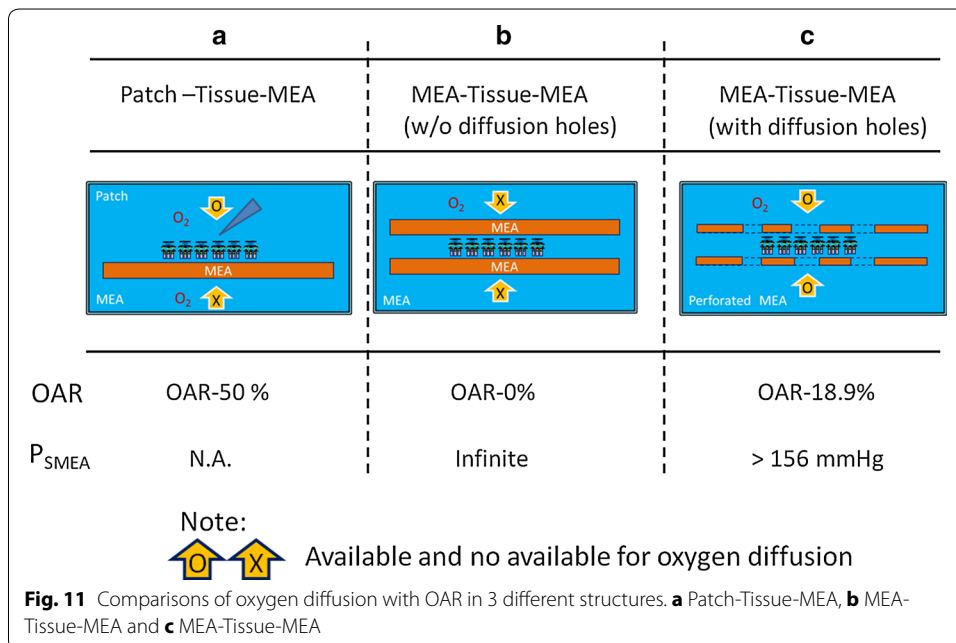 a
b
c
Patch –Tissue-MEA
MEA-Tissue-MEA
(w/o diffusion holes)
MEA-Tissue-MEA
(with diffusion holes)
Patch
O
O2
MEA
MEA
O2
X
X
MEA
MEA
MEA
X
O2
O
O
Perforated MEA
OAR
OAR-50 %
OAR-0%
OAR-18.9%
PSMEA
N.A.
Infinite
> 156 mmHg
Note:
O X Available and no available for oxygen diffusion
Fig. 11 Comparisons of oxygen diffusion with OAR in 3 different structures. a Patch-Tissue-MEA, b MEA-
Tissue-MEA and c MEA-Tissue-MEA